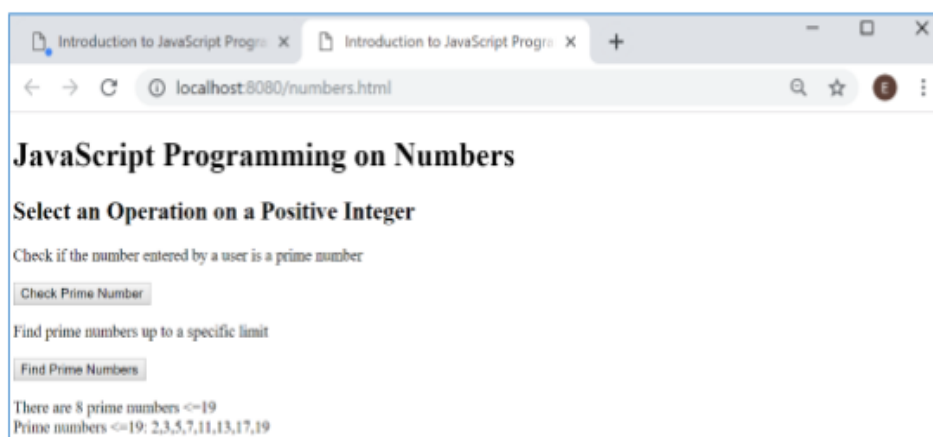 Introduction to JavaScript Progra
Introduction to JavaScript Progra
localhost:8080/numbers.html
E
JavaScript Programming on Numbers
Select an Operation on a Positive Integer
Check if the number entered by a user is a prime number
Check Prime Number
Find prime numbers up to a specific limit
Find Prime Numbers
There are 8 prime numbers <=19
Prime numbers <=19: 2,3,5,7,11,13,17,19